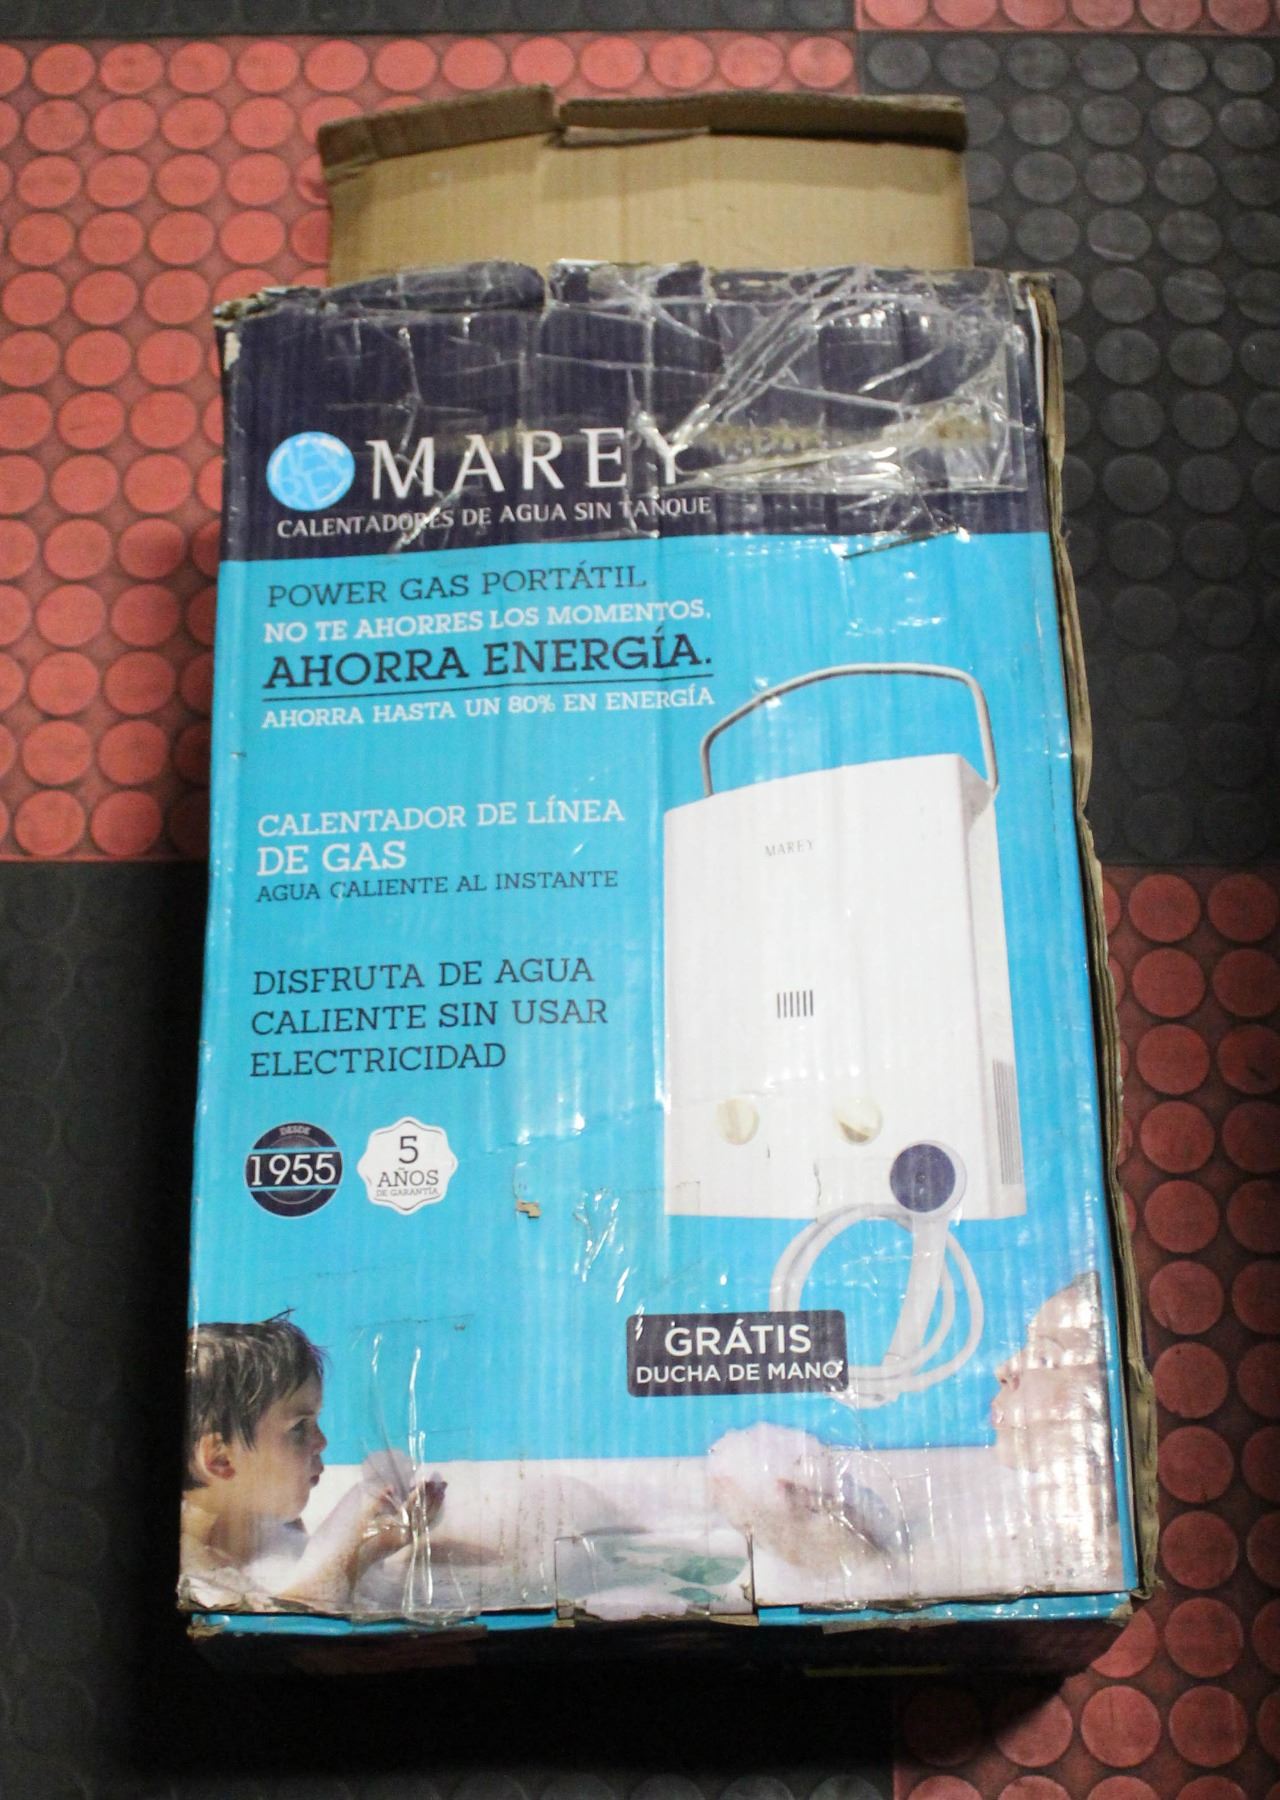 MAREY
CALENTADORES DE AGUA SIN TANQUE
POWER GAS PORTÁTIL
NO TE AHORRES LOS MOMENTOS,
AHORRA ENERGÍA.
AHORRA HASTA UN 80% EN ENERGÍA
CALENTADOR DE LÍNEA
DE GAS
AGUA CALIENTE AL INSTANTE
MAREY
DISFRUTA DE AGUA
CALIENTE SIN USAR
ELECTRICIDAD
DESDE
1955
5
AÑOS
DE GARANTÍA
GRÁTIS
DUCHA DE MANO